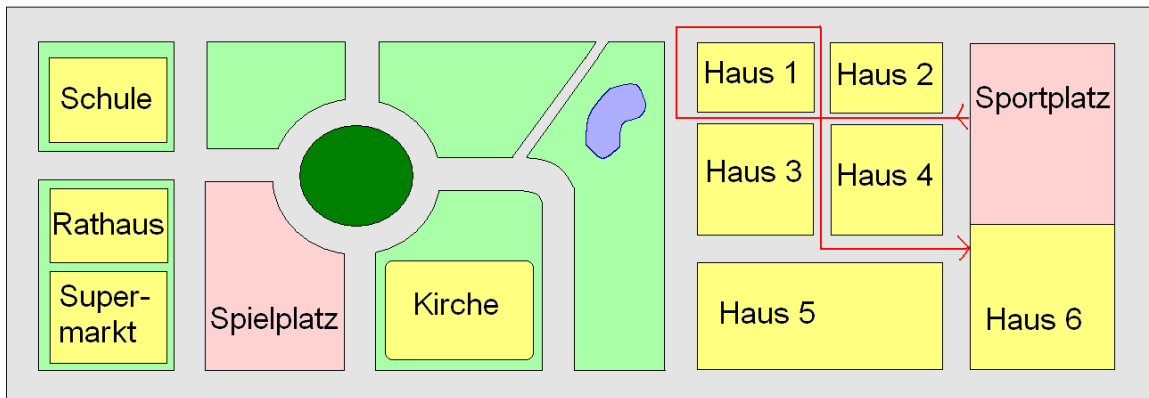 Schule
Rathaus
Super-
markt
Spielplatz
Kirche
Haus 1
Haus 2
Haus 3
Haus 4
Haus 5
Sportplatz
Haus 6